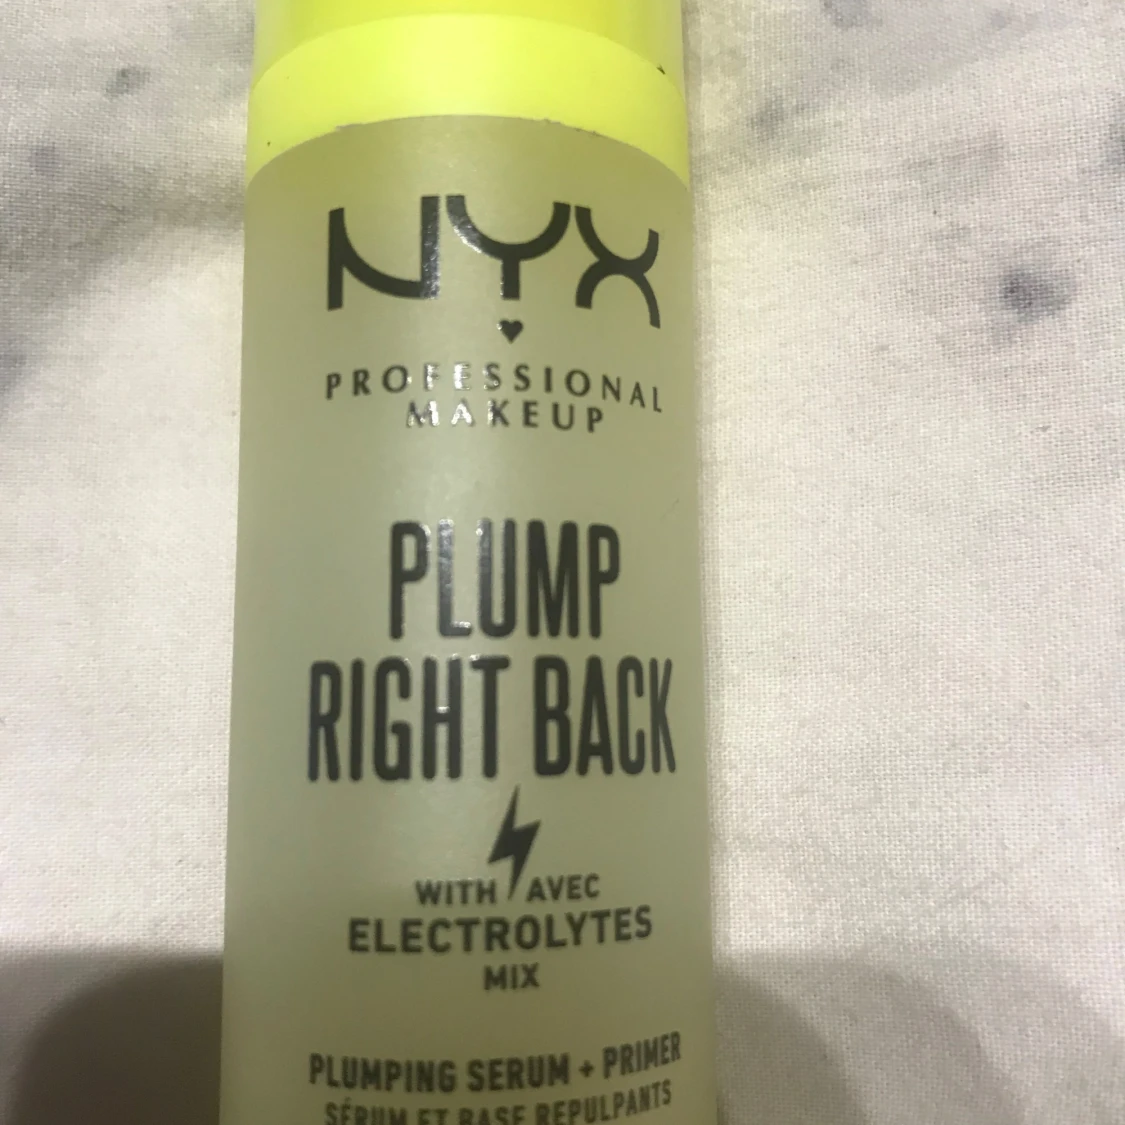 NYX
PROFESSIONAL
MAKEUP
PLUMP
RIGHT BACK
WITH AVEC
ELECTROLYTES
MIX
PLUMPING SERUM + PRIMER
SÉRUM ET BASE REPULPANTS